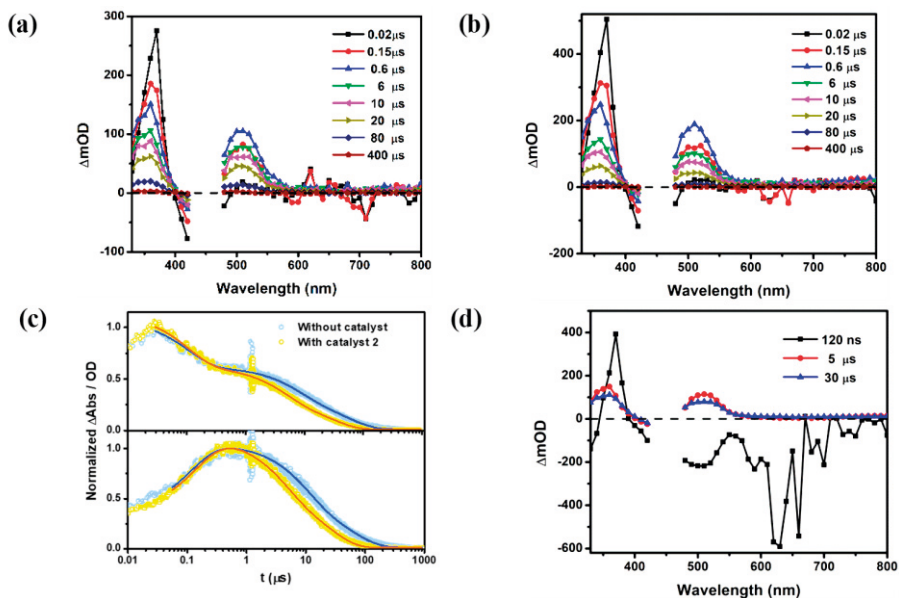 (a)
300
200
100
0
-100
ΔmOD
400 500 600 700 800
Wavelength (nm)
0.02μs
0.15μs
0.6 μs
6 μs
10 μs
20 μs
80 μs
400 μs
(b)
400
200
0
-200
ΔmOD
400 500 600 700 800
Wavelength (nm)
0.02 μs
0.15 μs
0.6 μs
6 μs
10 μs
20 μs
80 μs
400 μs
(c)
Without catalyst
With catalyst 2
1.0
0.5
0.0
1.0
0.5
0.0
Normalized ΔAbs / OD
0.01 0.1 1 10 100 1000
t (μs)
(d)
400
200
0
-200
-400
-600
ΔmOD
400 500 600 700 800
Wavelength (nm)
120 ns
5 μs
30 μs